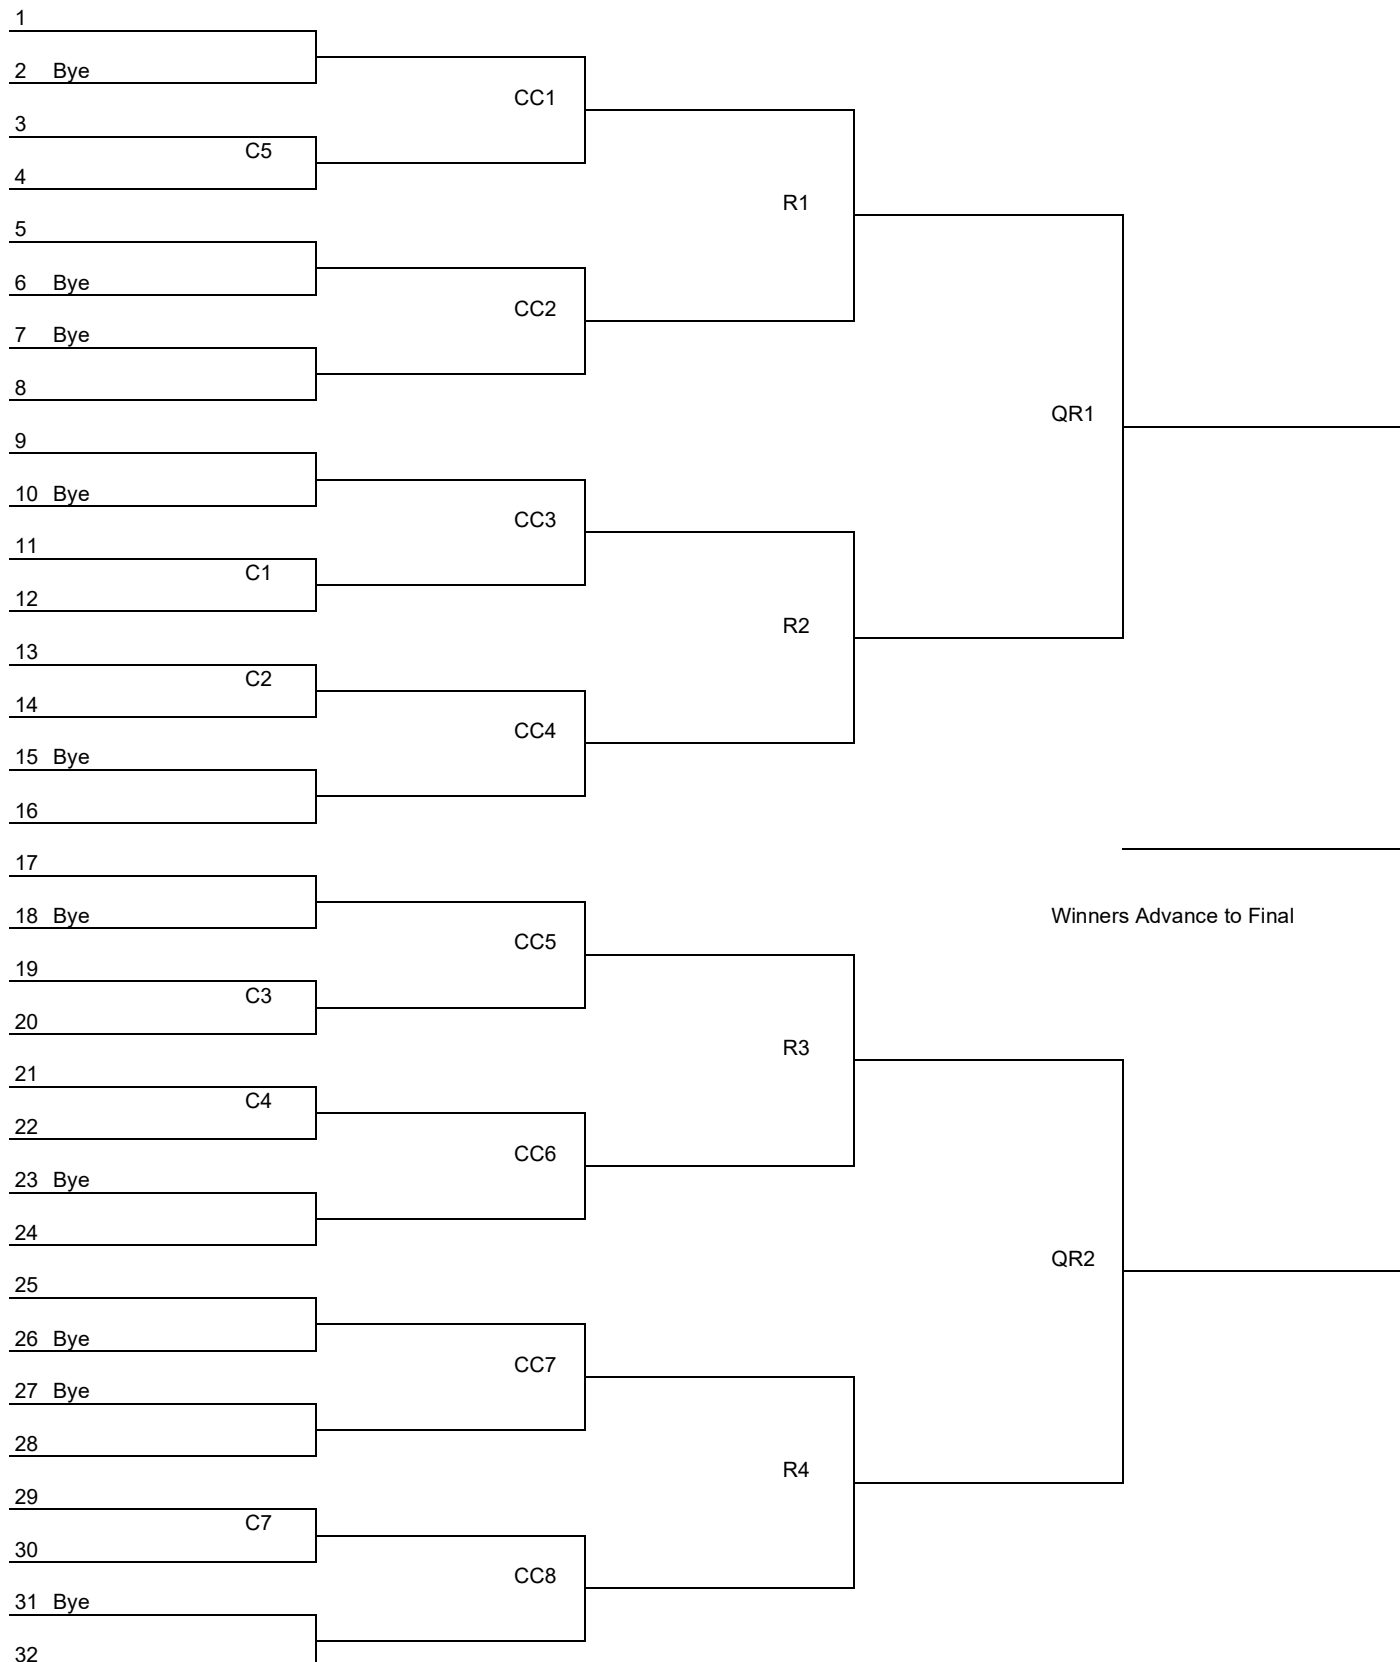 1
2 Bye
CC1
3
C5
4
R1
5
6 Bye
CC2
7 Bye
8
QR1
9
10 Bye
CC3
11
C1
12
R2
13
C2
14
CC4
15 Bye
16
17
18 Bye
Winners Advance to Final
CC5
19
C3
20
R3
21
C4
22
CC6
23 Bye
24
QR2
25
26 Bye
CC7
27 Bye
28
R4
29
C7
30
CC8
31 Bye
32